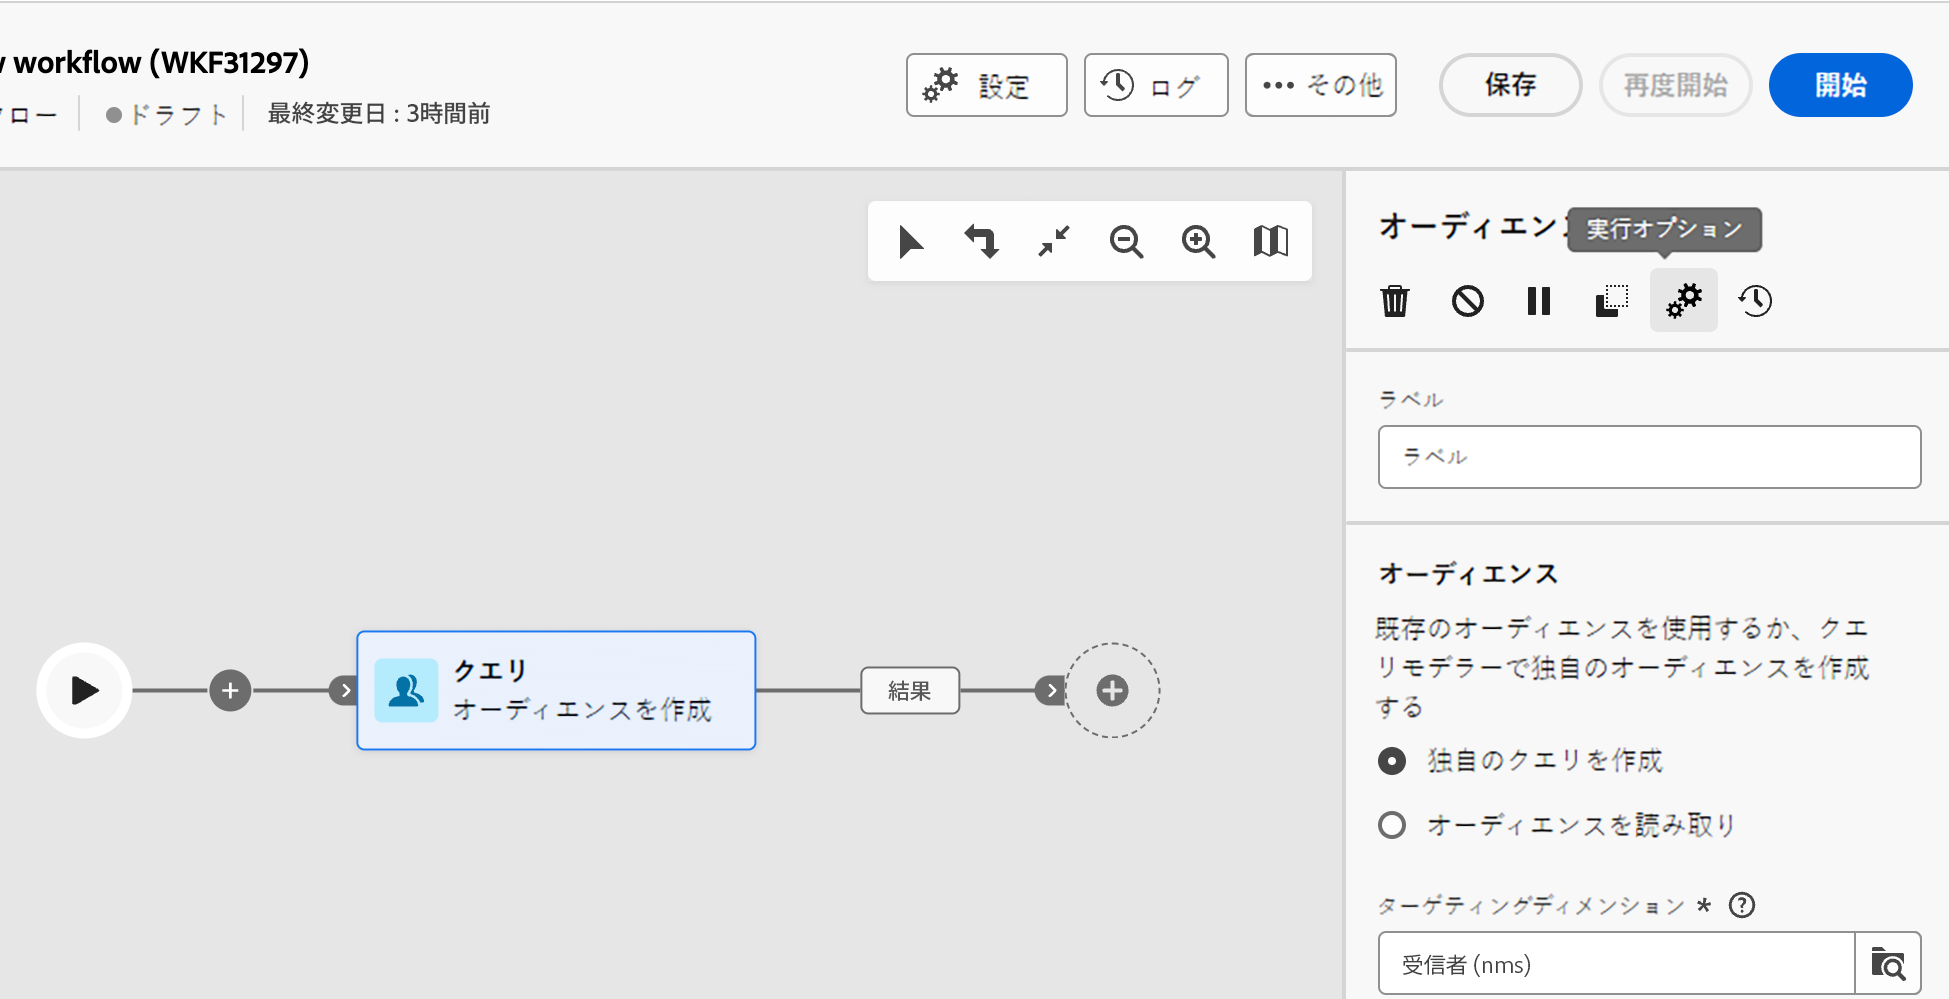 workflow (WKF31297)
ロー
ドラフト
最終変更日 : 3時間前
設定
ログ
その他
保存
再度開始
開始
オーディエン
実行オプション
ラベル
ラベル
オーディエンス
既存のオーディエンスを使用するか、クエ
リモデラーで独自のオーディエンスを作成
する
独自のクエリを作成
オーディエンスを読み取り
ターゲティングディメンション *
受信者 (nms)
クエリ
オーディエンスを作成
結果